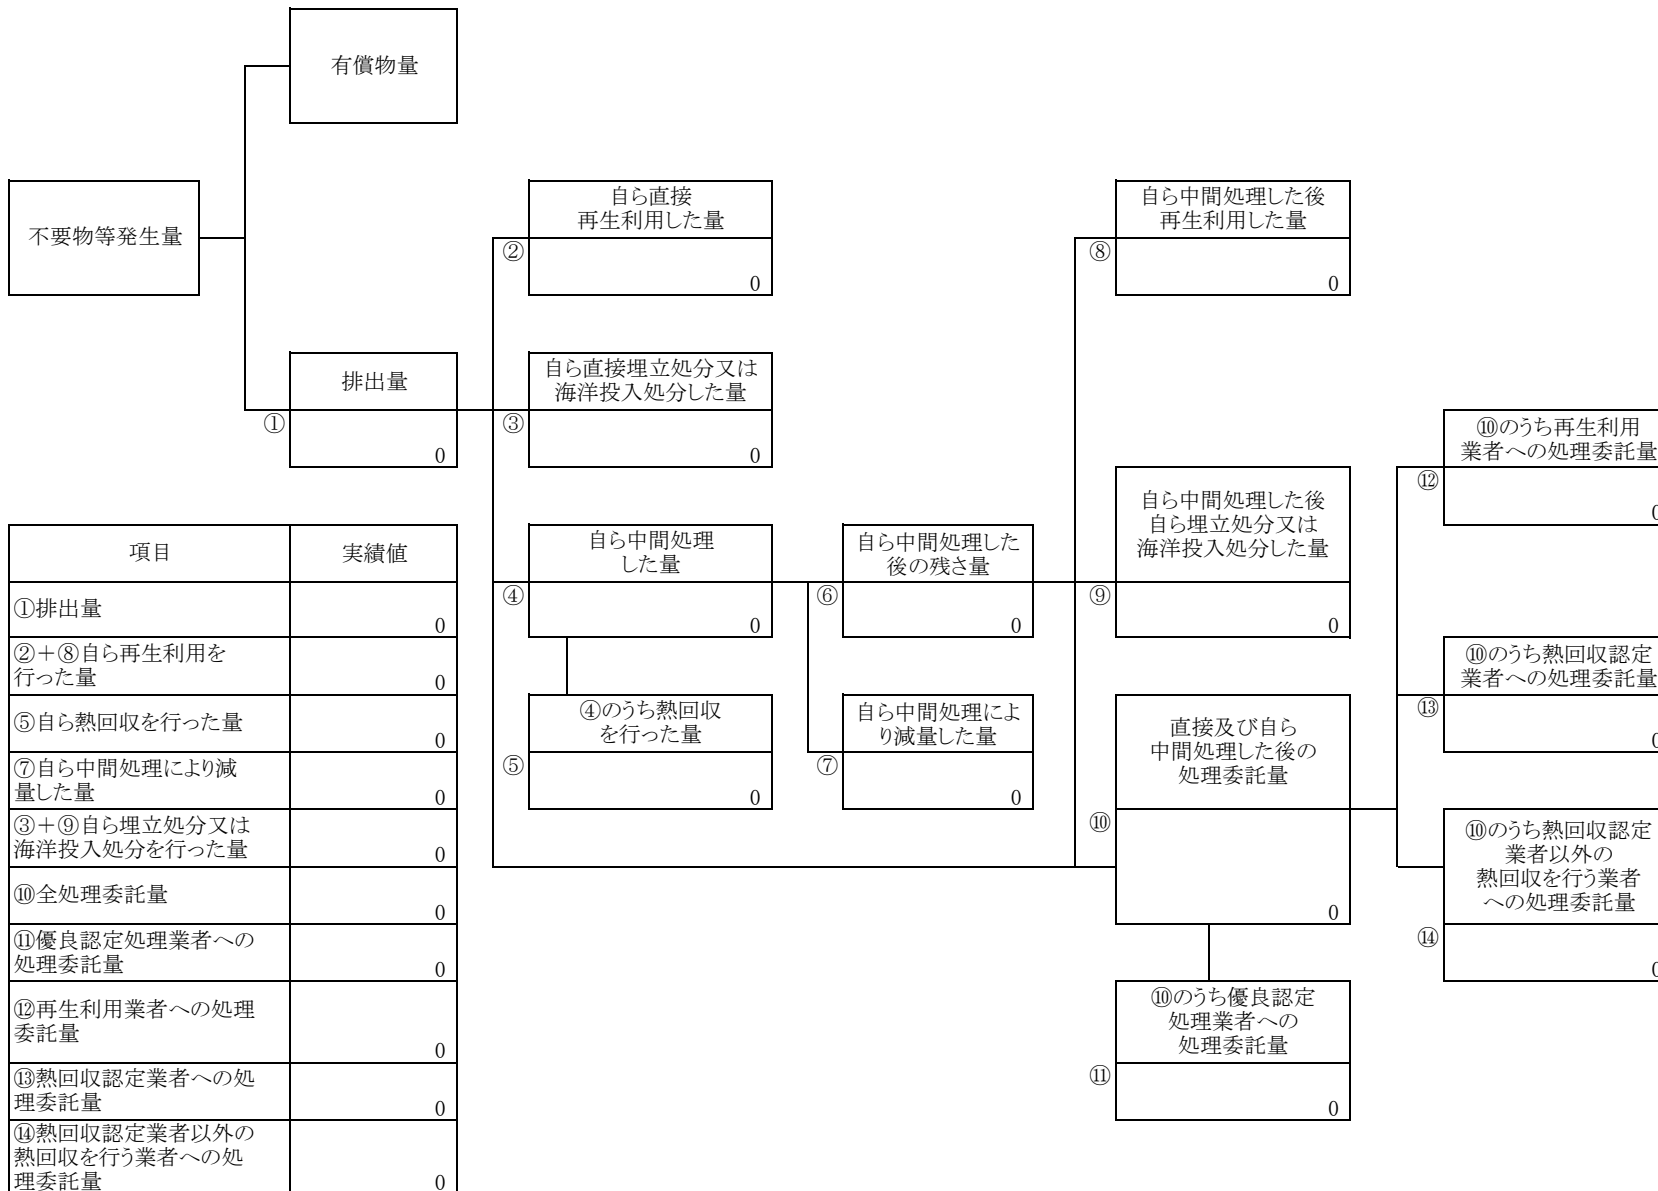 有償物量
不要物等発生量
自ら直接
再生利用した量
②
0
自ら中間処理した後
再生利用した量
⑧
0
排出量
①
0
自ら直接埋立処分又は
海洋投入処分した量
③
0
⑩のうち再生利用
業者への処理委託量
⑫
0
自ら中間処理
した量
④
0
自ら中間処理した
後の残さ量
⑥
0
自ら中間処理した後
自ら埋立処分又は
海洋投入処分した量
⑨
0
⑩のうち熱回収認定
業者への処理委託量
⑬
0
④のうち熱回収
を行った量
⑤
0
自ら中間処理によ
り減量した量
⑦
0
直接及び自ら
中間処理した後の
処理委託量
⑩
0
⑩のうち熱回収認定
業者以外の
熱回収を行う業者
への処理委託量
⑭
0
⑩のうち優良認定
処理業者への
処理委託量
⑪
0
項目 実績値
①排出量
0
②＋⑧自ら再生利用を
行った量
0
⑤自ら熱回収を行った量
0
⑦自ら中間処理により減
量した量
0
③＋⑨自ら埋立処分又は
海洋投入処分を行った量
0
⑩全処理委託量
0
⑪優良認定処理業者への
処理委託量
0
⑫再生利用業者への処理
委託量
0
⑬熱回収認定業者への処
理委託量
0
⑭熱回収認定業者以外の
熱回収を行う業者への処
理委託量
0